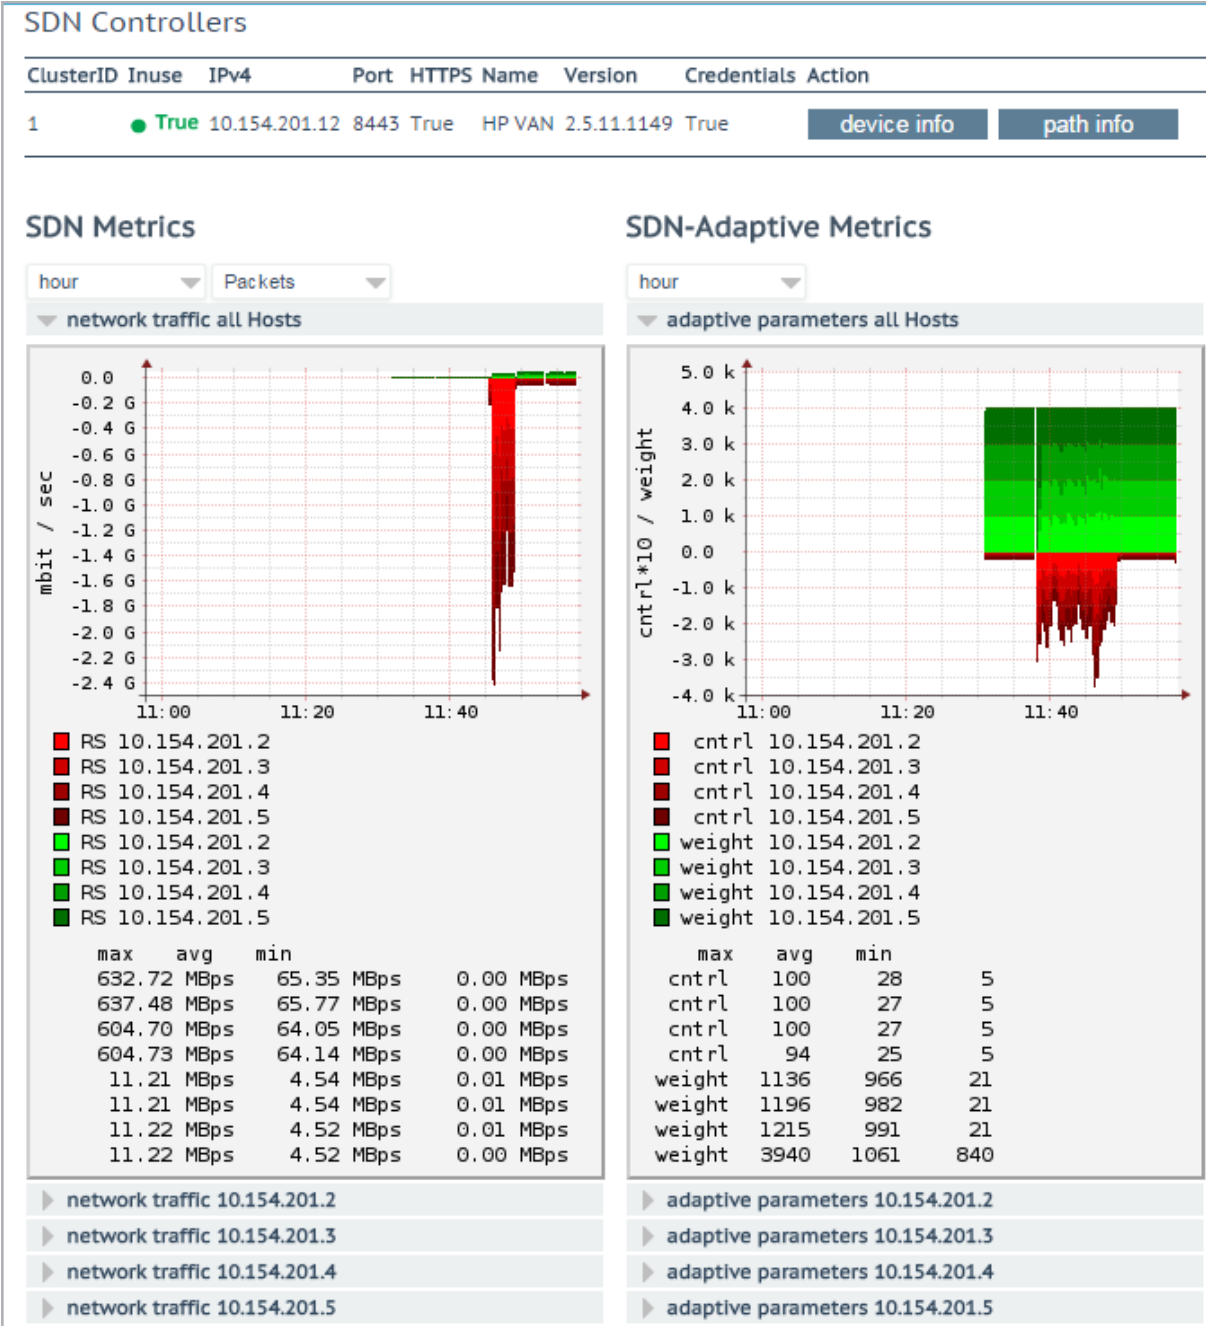 SDN Controllers
ClusterID Inuse IPv4 Port HTTPS Name Version Credentials Action
1 True 10.154.201.12 8443 True HP VAN 2.5.11.1149 True device info path info
SDN Metrics
hour Packets
network traffic all Hosts
mbit / sec
0.0
-0.2 G
-0.4 G
-0.6 G
-0.8 G
-1.0 G
-1.2 G
-1.4 G
-1.6 G
-1.8 G
-2.0 G
-2.2 G
-2.4 G
11:00 11:20 11:40
RS 10.154.201.2
RS 10.154.201.3
RS 10.154.201.4
RS 10.154.201.5
RS 10.154.201.2
RS 10.154.201.3
RS 10.154.201.4
RS 10.154.201.5
max avg min
632.72 MBps 65.35 MBps 0.00 MBps
637.48 MBps 65.77 MBps 0.00 MBps
604.70 MBps 64.05 MBps 0.00 MBps
604.73 MBps 64.14 MBps 0.00 MBps
11.21 MBps 4.54 MBps 0.01 MBps
11.21 MBps 4.54 MBps 0.01 MBps
11.22 MBps 4.52 MBps 0.01 MBps
11.22 MBps 4.52 MBps 0.00 MBps
network traffic 10.154.201.2
network traffic 10.154.201.3
network traffic 10.154.201.4
network traffic 10.154.201.5
SDN-Adaptive Metrics
hour
adaptive parameters all Hosts
cntrl*10 / weight
5.0 k
4.0 k
3.0 k
2.0 k
1.0 k
0.0
-1.0 k
-2.0 k
-3.0 k
-4.0 k
11:00 11:20 11:40
cntrl 10.154.201.2
cntrl 10.154.201.3
cntrl 10.154.201.4
cntrl 10.154.201.5
weight 10.154.201.2
weight 10.154.201.3
weight 10.154.201.4
weight 10.154.201.5
max avg min
cntrl 100 28 5
cntrl 100 27 5
cntrl 100 27 5
cntrl 94 25 5
weight 1136 966 21
weight 1196 982 21
weight 1215 991 21
weight 3940 1061 840
adaptive parameters 10.154.201.2
adaptive parameters 10.154.201.3
adaptive parameters 10.154.201.4
adaptive parameters 10.154.201.5